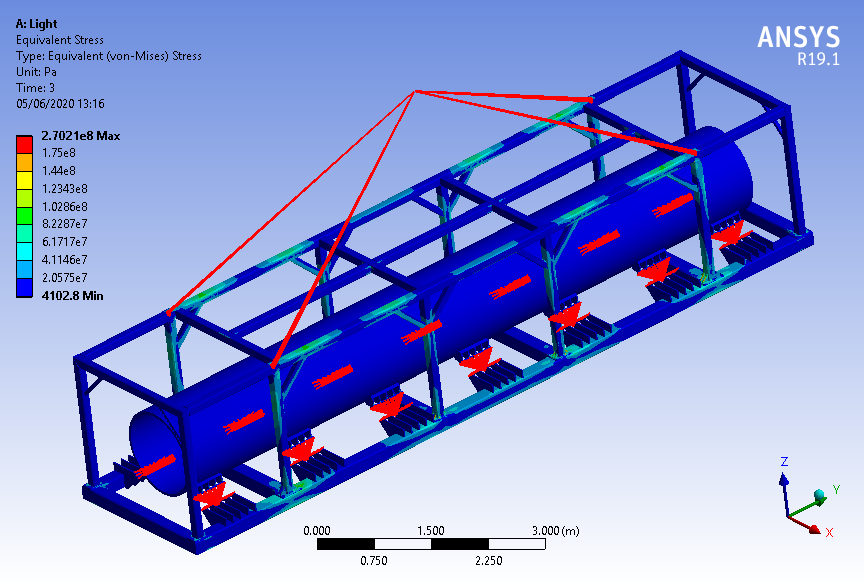 A: Light
Equivalent Stress
Type: Equivalent (von-Mises) Stress
Unit: Pa
Time: 3
05/06/2020 13:16
ANSYS
R19.1
2.7021e8 Max
1.75e8
1.44e8
1.2343e8
1.0286e8
8.2287e7
6.1717e7
4.1146e7
2.0575e7
4102.8 Min
0.000
1.500
3.000 (m)
0.750
2.250
Z
Y
X